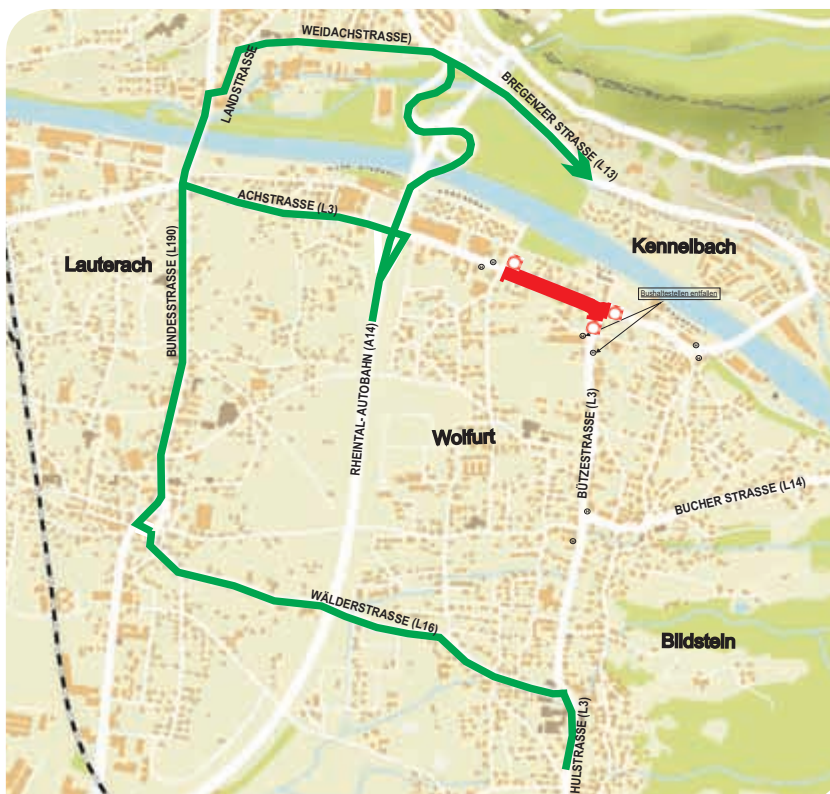 WEIDACHSTRASSE)
LANDSTRASSE
BREGENZER STRASSE (L13)
ACHSTRASSE (L3)
Kennelbach
Lauterach
BUNDESSTRASSE (L190)
Bushaltestellen entfallen
RHEINTAL- AUTOBAHN (A14)
Wolfurt
BÜTZESTRASSE (L3)
BUCHER STRASSE (L14)
WÄLDERSTRASSE (L16)
Bildstein
HULSTRASSE (L3)